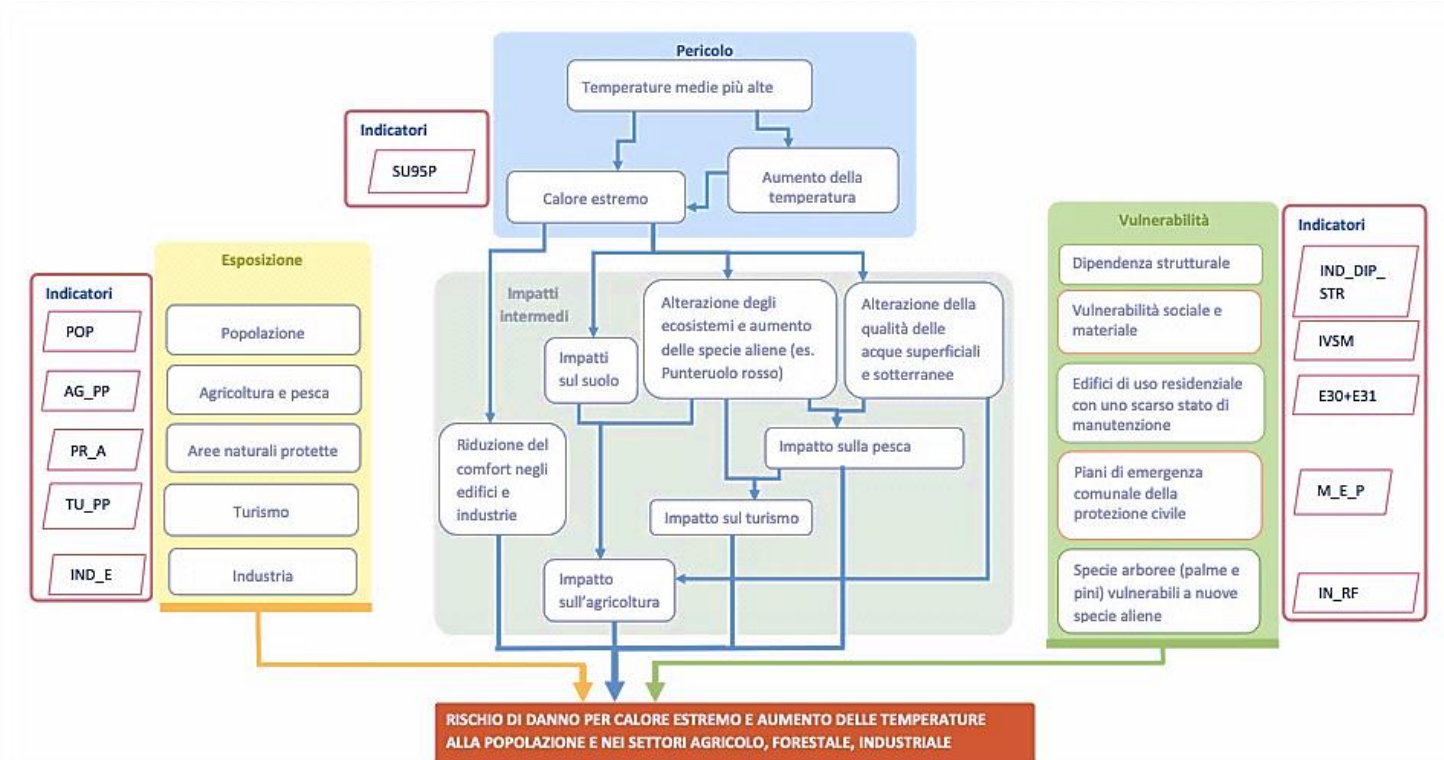 Pericolo
Temperature medie più alte
Indicatori
SU95P
Calore estremo
Aumento della
temperatura
Esposizione
Indicatori
POP
AG_PP
PR_A
TU_PP
IND_E
Popolazione
Agricoltura e pesca
Aree naturali protette
Turismo
Industria
Impatti
intermedi
Impatti
sul suolo
Alterazione degli
ecosistemi e aumento
delle specie aliene (es.
Punteruolo rosso)
Alterazione della
qualità delle
acque superficiali
e sotterranee
Riduzione del
comfort negli
edifici e
industrie
Impatto sulla pesca
Impatto sul turismo
Impatto
sull'agricoltura
Vulnerabilità
Dipendenza strutturale
Vulnerabilità sociale e
materiale
Edifici di uso residenziale
con uno scarso stato di
manutenzione
Piani di emergenza
comunale della
protezione civile
Specie arboree (palme e
pini) vulnerabili a nuove
specie aliene
Indicatori
IND_DIP_
STR
IVSM
E30+E31
M_E_P
IN_RF
RISCHIO DI DANNO PER CALORE ESTREMO E AUMENTO DELLE TEMPERATURE
ALLA POPOLAZIONE E NEI SETTORI AGRICOLO, FORESTALE, INDUSTRIALE